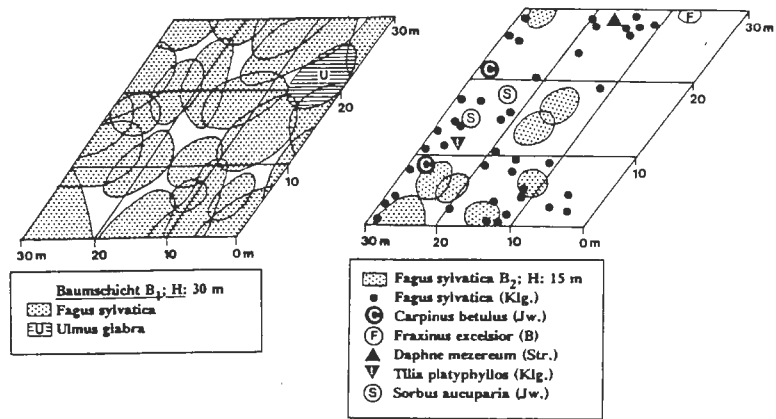 30 m
20
10
U
30 m
20
10
0 m
Baumschicht B₁; H: 30 m
Fagus sylvatica
U Ulmus glabra
F
30 m
C
S
20
S
t
C
10
30 m
20
10
0 m
Fagus sylvatica B₂; H: 15 m
Fagus sylvatica (Klg.)
C Carpinus betulus (Jw.)
F Fraxinus excelsior (B)
Daphne mezereum (Str.)
t Tilia platyphyllos (Klg.)
S Sorbus aucuparia (Jw.)